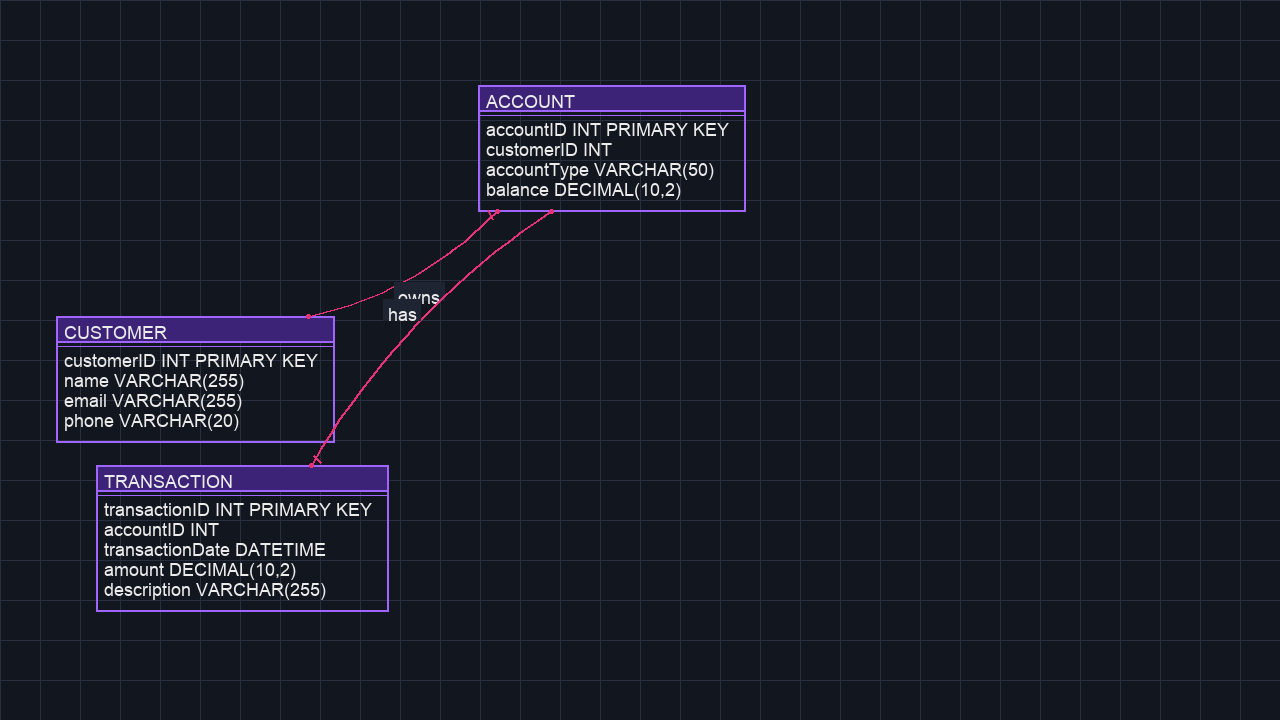 ACCOUNT
accountID INT PRIMARY KEY
customerID INT
accountType VARCHAR(50)
balance DECIMAL(10,2)
owns
has
CUSTOMER
customerID INT PRIMARY KEY
name VARCHAR(255)
email VARCHAR(255)
phone VARCHAR(20)
TRANSACTION
transactionID INT PRIMARY KEY
accountID INT
transactionDate DATETIME
amount DECIMAL(10,2)
description VARCHAR(255)